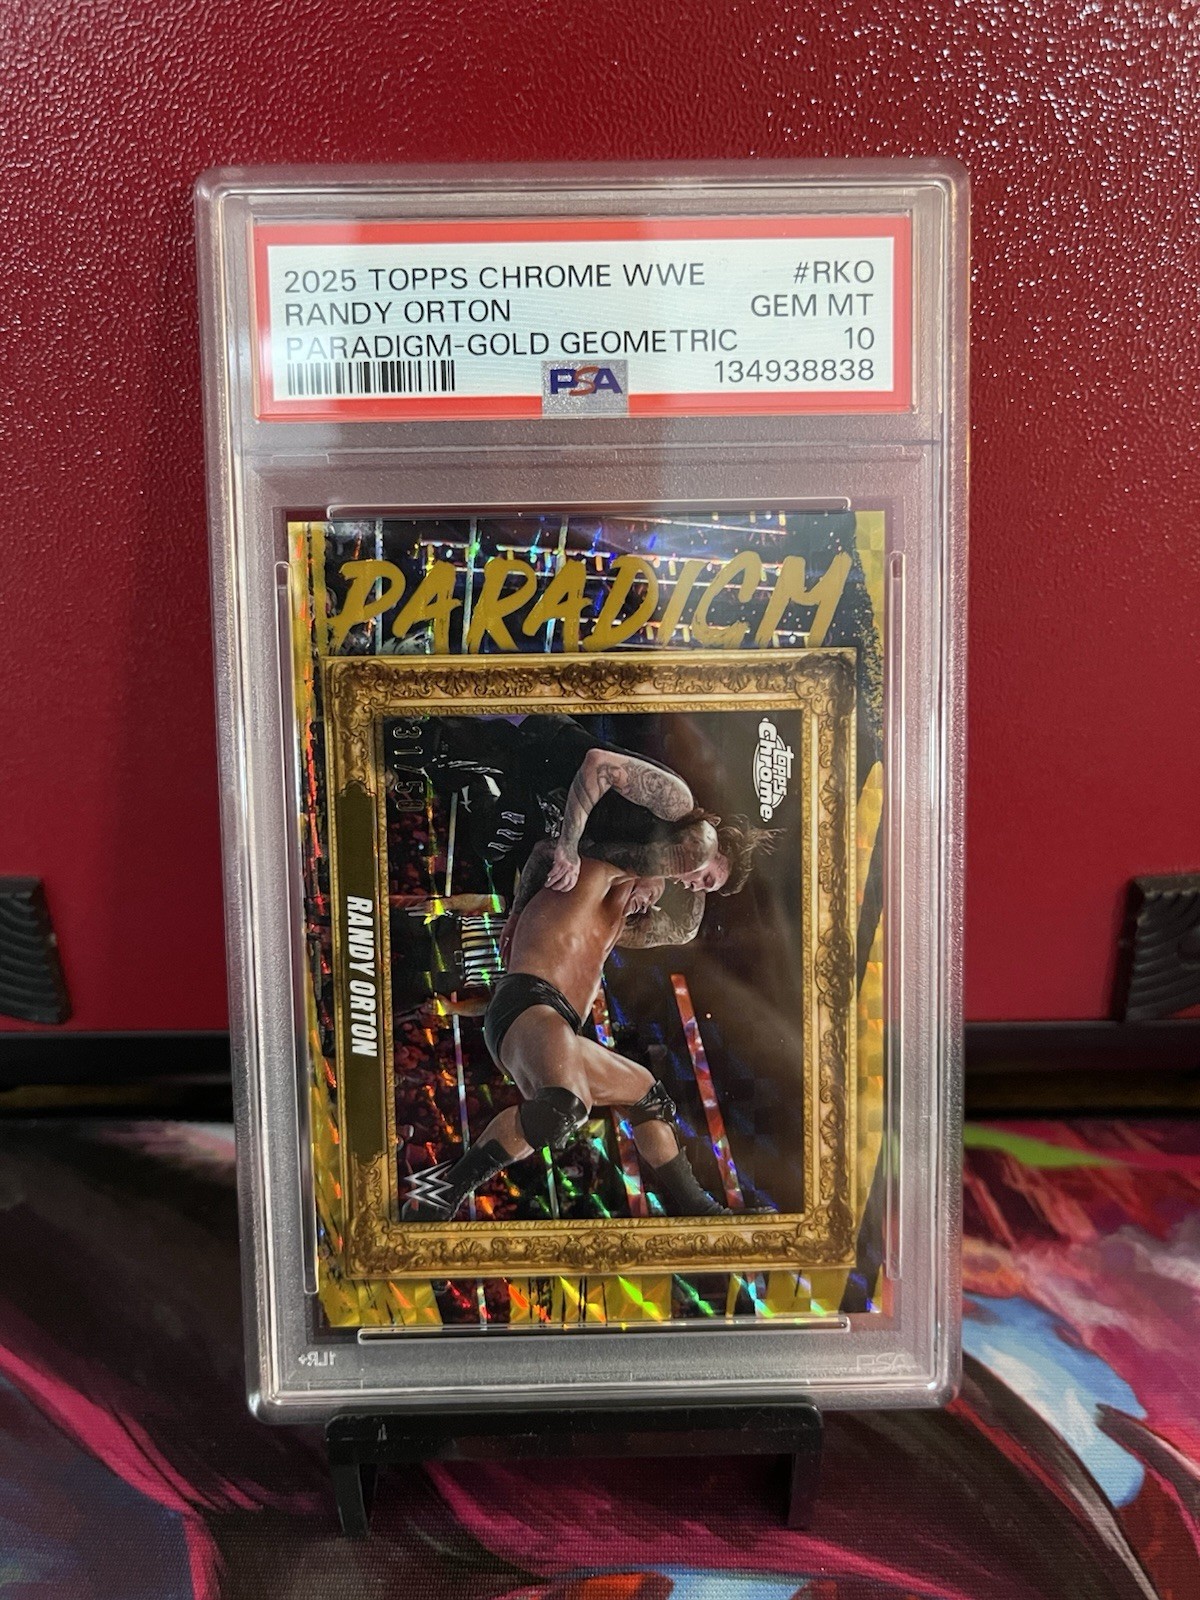 2025 TOPPS CHROME WWE #RKO
RANDY ORTON GEM MT
PARADIGM-GOLD GEOMETRIC 10
PSA 134938838
PARADIGM
topps Chrome
31/50
RANDY ORTON
W
PSA